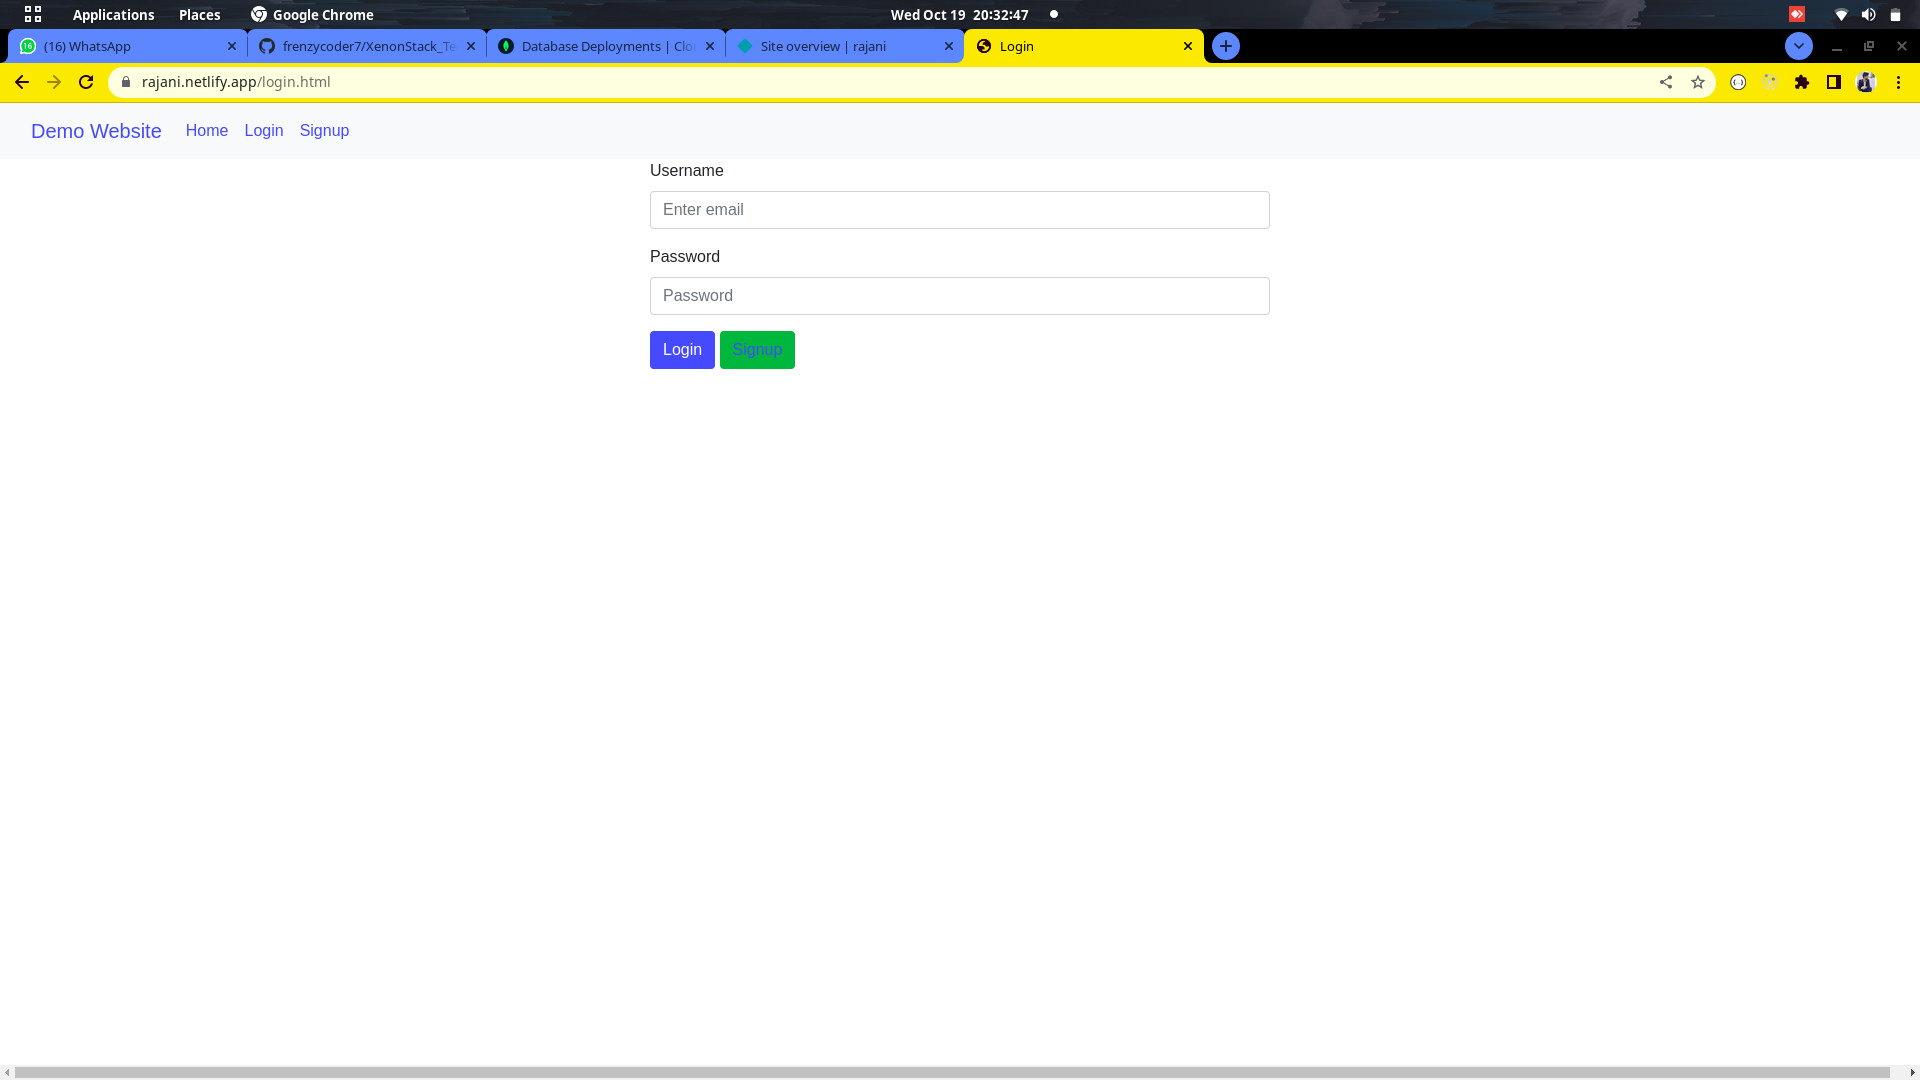 Applications Places Google Chrome Wed Oct 19 20:32:47
(16) WhatsApp frenzycoder7/XenonStack_Te Database Deployments | Clo Site overview | rajani Login
rajani.netlify.app/login.html
Demo Website Home Login Signup
Username
Enter email
Password
Password
Login Signup